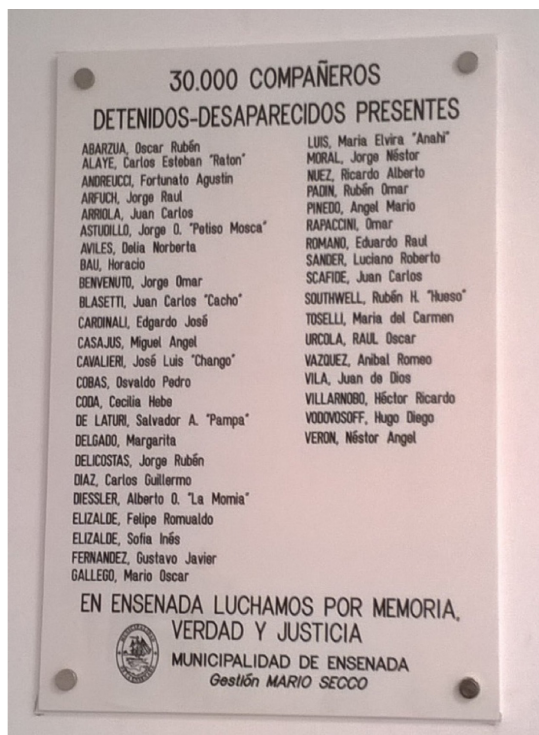 30.000 COMPAÑEROS
DETENIDOS-DESAPARECIDOS PRESENTES
ABARZUA, Oscar Rubén
ALAYE, Carlos Esteban "Raton"
ANDREUCCI, Fortunato Agustin
ARFUCH, Jorge Raul
ARRIOLA, Juan Carlos
ASTUDILLO, Jorge O. "Petiso Mosca"
AVILES, Delia Norberta
BAU, Horacio
BENVENUTO, Jorge Omar
BLASETTI, Juan Carlos "Cacho"
CARDINALI, Edgardo José
CASAJUS, Miguel Angel
CAVALIERI, José Luis "Chango"
COBAS, Osvaldo Pedro
CODA, Cecilia Hebe
DE LATURI, Salvador A. "Pampa"
DELGADO, Margarita
DELICOSTAS, Jorge Rubén
DIAZ, Carlos Guillermo
DIESSLER, Alberto O. "La Momia"
ELIZALDE, Felipe Romualdo
ELIZALDE, Sofia Inés
FERNANDEZ, Gustavo Javier
GALLEGO, Mario Oscar
LUIS, Maria Elvira "Anahi"
MORAL, Jorge Néstor
NUEZ, Ricardo Alberto
PADIN, Rubén Omar
PINEDO, Angel Mario
RAPACCINI, Omar
ROMANO, Eduardo Raul
SANDER, Luciano Roberto
SCAFIDE, Juan Carlos
SOUTHWELL, Rubén H. "Hueso"
TOSELLI, Maria del Carmen
URCOLA, RAUL Oscar
VAZQUEZ, Anibal Romeo
VILA, Juan de Dios
VILLARNOBO, Héctor Ricardo
VODOVOSOFF, Hugo Diego
VERON, Néstor Angel
EN ENSENADA LUCHAMOS POR MEMORIA,
VERDAD Y JUSTICIA
MUNICIPALIDAD DE ENSENADA
Gestión MARIO SECCO